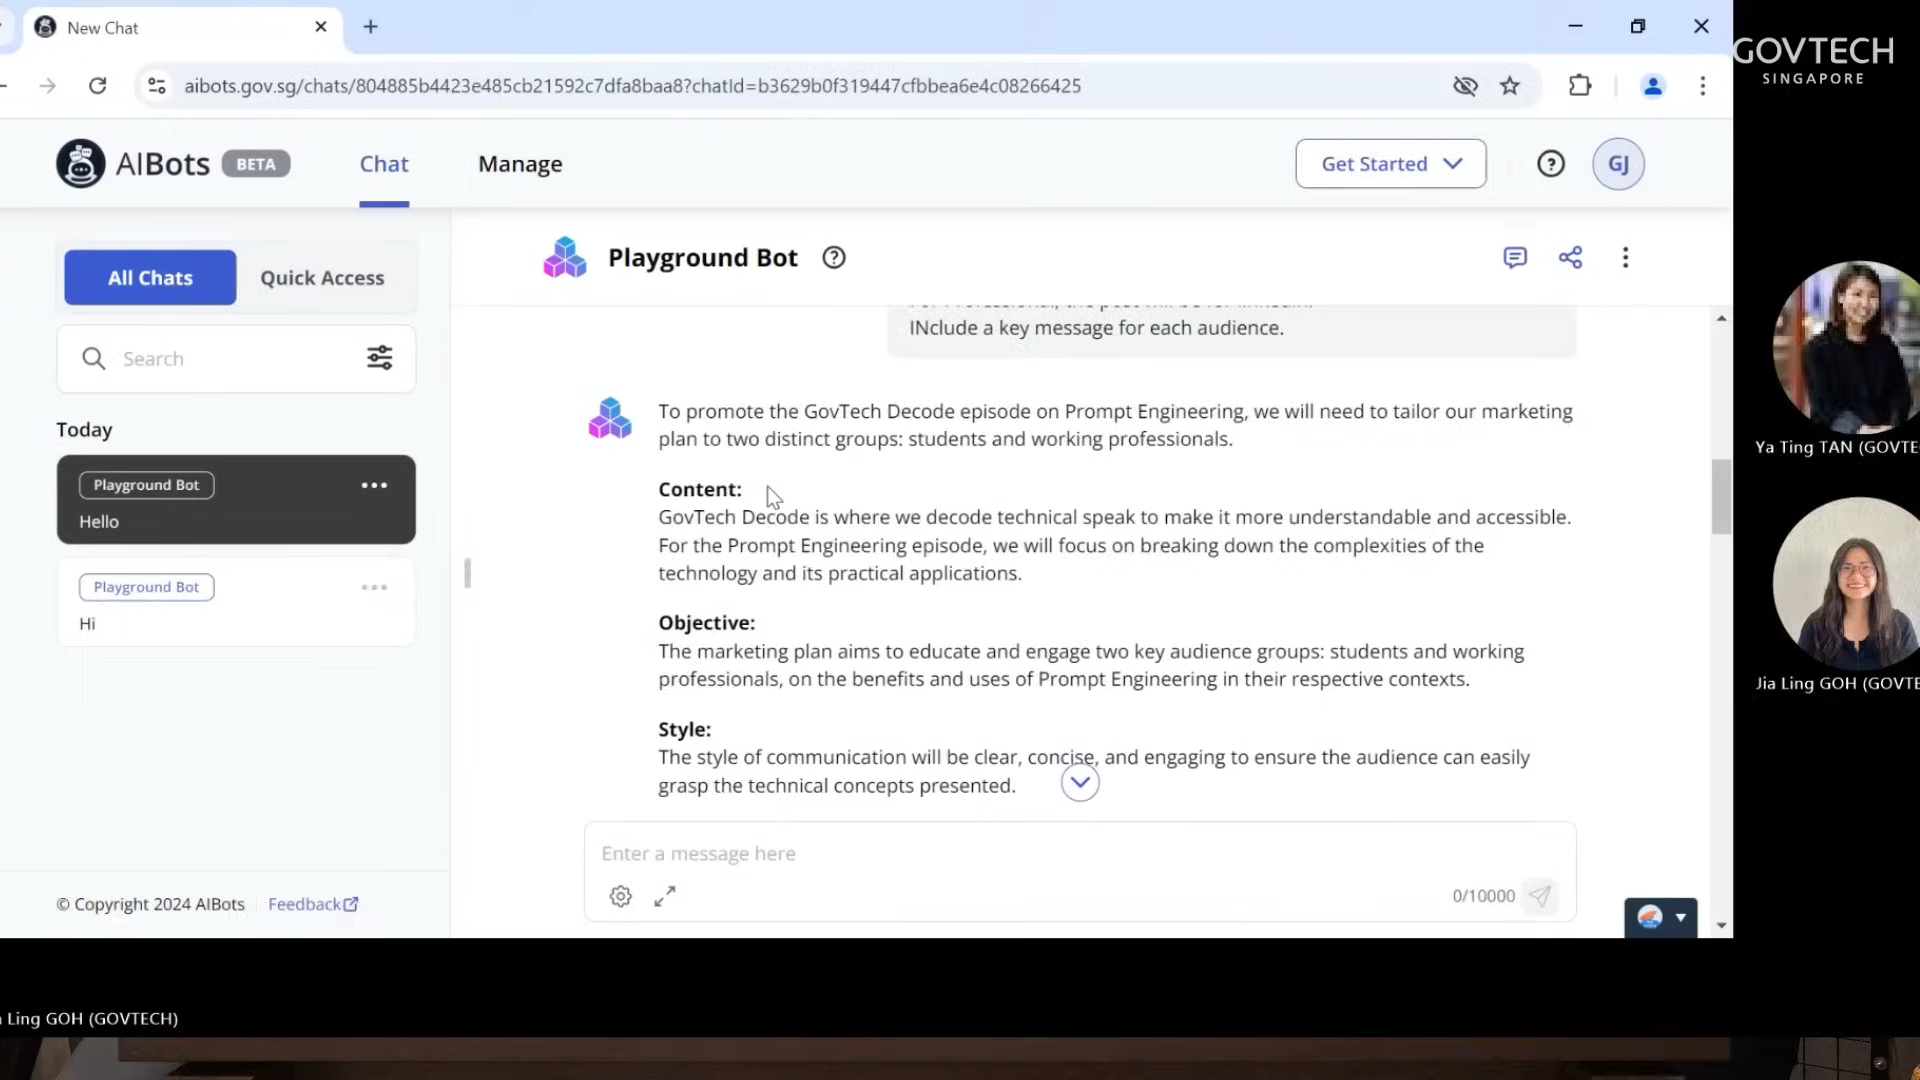 New Chat
GOVTECH
SINGAPORE
aibots.gov.sg/chats/804885b4423e485cb21592c7dfa8baa8?chatId=b3629b0f319447cfbbea6e4c08266425
AIBots BETA Chat Manage Get Started GJ
All Chats Quick Access
Playground Bot
Search
INclude a key message for each audience.
Today
Playground Bot
Hello
Playground Bot
Hi
To promote the GovTech Decode episode on Prompt Engineering, we will need to tailor our marketing
plan to two distinct groups: students and working professionals.
Content:
GovTech Decode is where we decode technical speak to make it more understandable and accessible.
For the Prompt Engineering episode, we will focus on breaking down the complexities of the
technology and its practical applications.
Objective:
The marketing plan aims to educate and engage two key audience groups: students and working
professionals, on the benefits and uses of Prompt Engineering in their respective contexts.
Style:
The style of communication will be clear, concise, and engaging to ensure the audience can easily
grasp the technical concepts presented.
Enter a message here
0/10000
© Copyright 2024 AIBots Feedback
Ya Ting TAN (GOVTE
Jia Ling GOH (GOVTE
Ling GOH (GOVTECH)